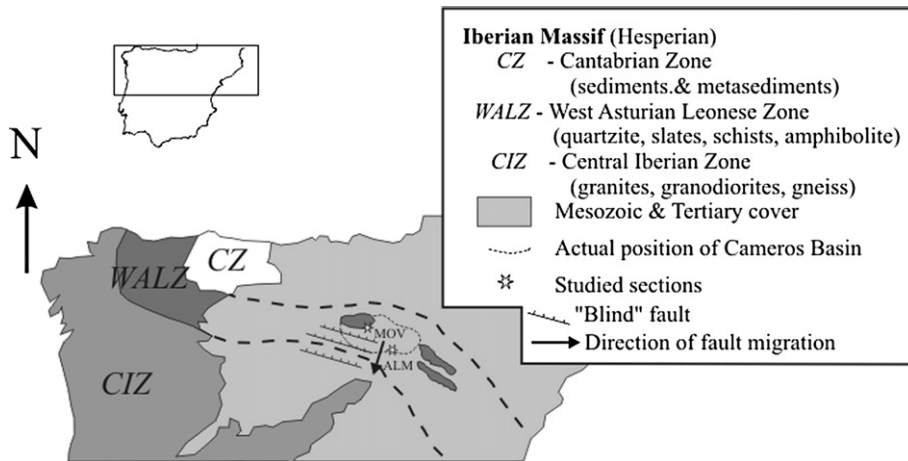 Iberian Massif (Hesperian)
CZ - Cantabrian Zone
(sediments.& metasediments)
WALZ - West Asturian Leonese Zone
(quartzite, slates, schists, amphibolite)
CIZ - Central Iberian Zone
(granites, granodiorites, gneiss)
Mesozoic & Tertiary cover
Actual position of Cameros Basin
Studied sections
"Blind" fault
Direction of fault migration
N
WALZ
CZ
MOV
ALM
CIZ